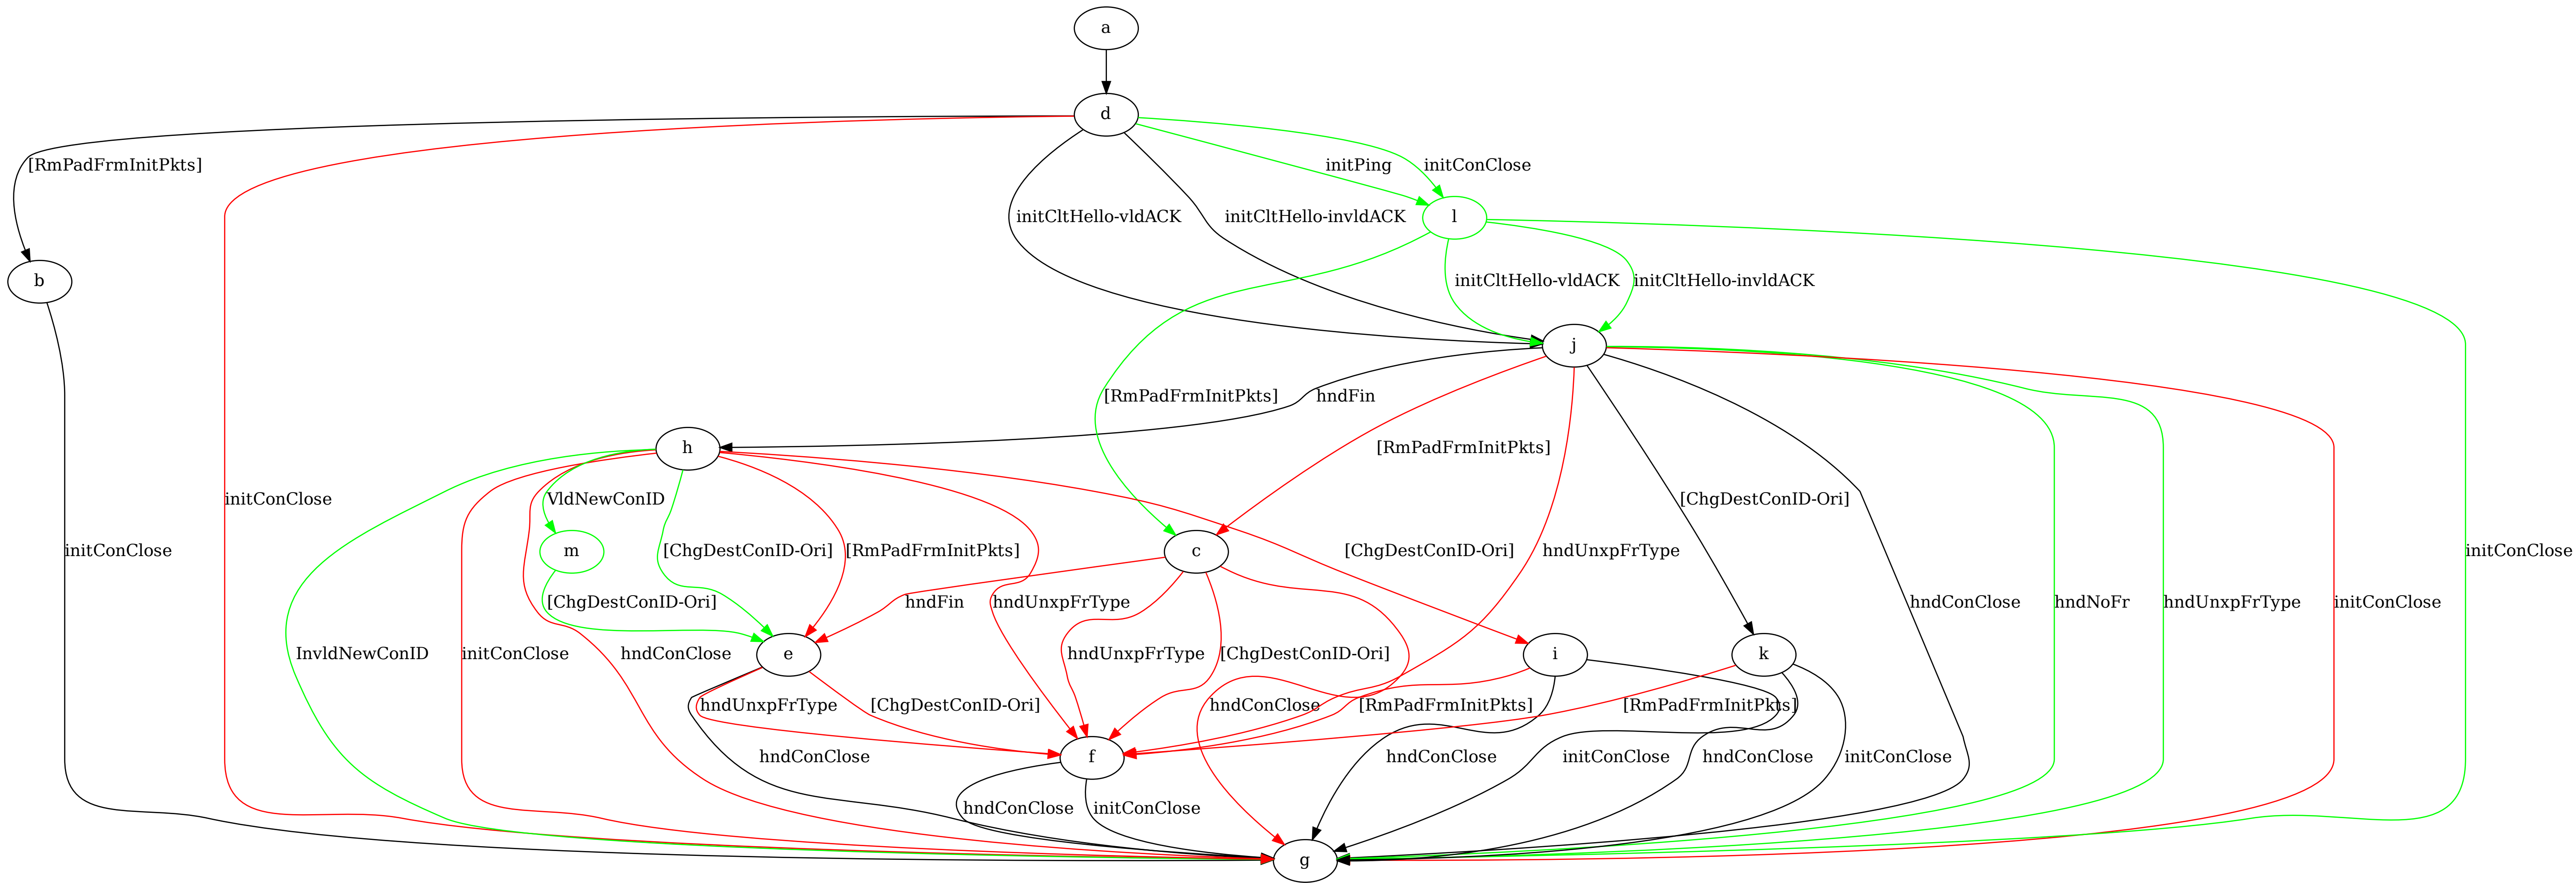 a
d
[RmPadFrmInitPkts]
initPing
initConClose
initCltHello-vldACK
initCltHello-invldACK
l
b
initCltHello-vldACK
initCltHello-invldACK
j
[RmPadFrmInitPkts]
hndFin
h
[RmPadFrmInitPkts]
initConClose
VldNewConID
[ChgDestConID-Ori]
initConClose
m
[ChgDestConID-Ori]
[RmPadFrmInitPkts]
[ChgDestConID-Ori]
c
hndUnxpFrType
initConClose
[ChgDestConID-Ori]
hndFin
hndUnxpFrType
hndConClose
hndNoFr
hndUnxpFrType
initConClose
InvldNewConID
initConClose
hndConClose
e
hndUnxpFrType
[ChgDestConID-Ori]
i
k
hndUnxpFrType
[ChgDestConID-Ori]
hndConClose
[RmPadFrmInitPkts]
[RmPadFrmInitPkts]
hndConClose
f
hndConClose
initConClose
hndConClose
initConClose
hndConClose
initConClose
g